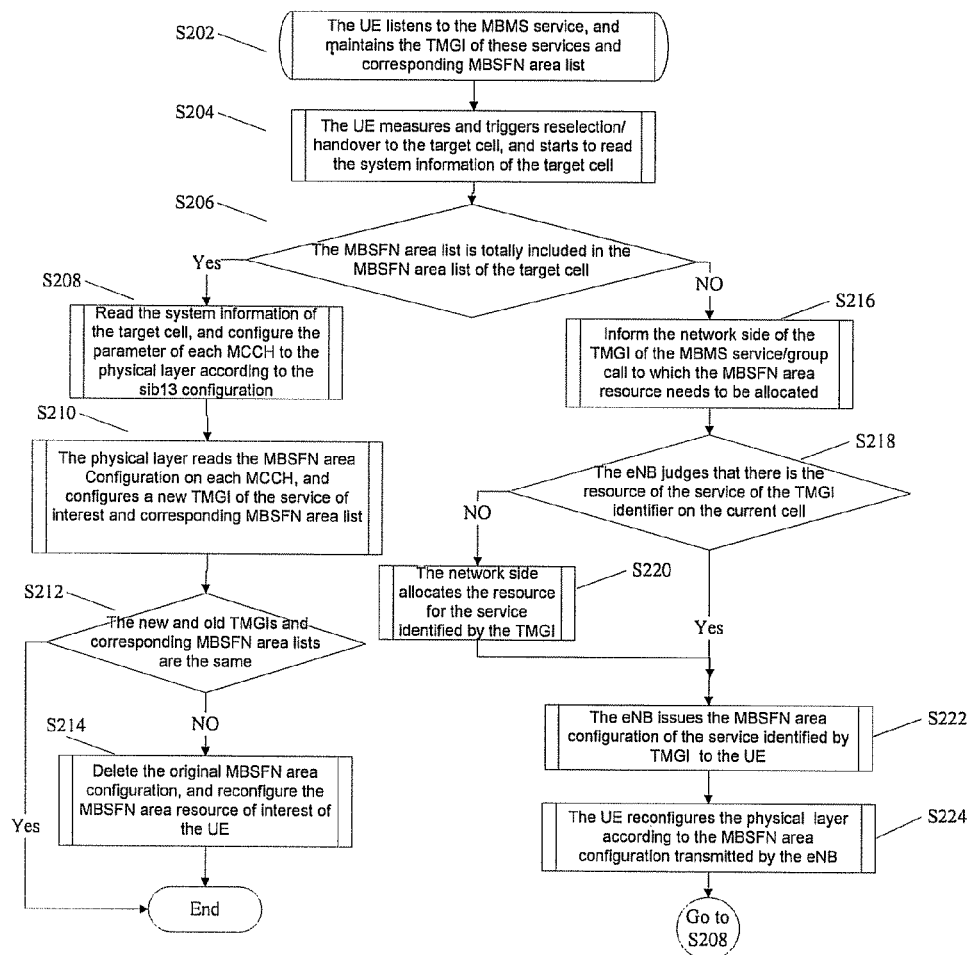 S202
The UE listens to the MBMS service, and
maintains the TMGI of these services and
corresponding MBSFN area list
S204
The UE measures and triggers reselection/
handover to the target cell, and starts to read
the system information of the target cell
S206
The MBSFN area list is totally included in the
MBSFN area list of the target cell
Yes
NO
S208
Read the system information of
the target cell, and configure the
parameter of each MCCH to the
physical layer according to the
sib13 configuration
S216
Inform the network side of the
TMGI of the MBMS service/group
call to which the MBSFN area
resource needs to be allocated
S210
The physical layer reads the MBSFN area
Configuration on each MCCH, and
configures a new TMGI of the service of
interest and corresponding MBSFN area list
S218
The eNB judges that there is the
resource of the service of the TMGI
identifier on the current cell
NO
S220
The network side
allocates the resource
for the service
identified by the TMGI
Yes
S212
The new and old TMGIs and
corresponding MBSFN area lists
are the same
NO
Yes
S214
Delete the original MBSFN area
configuration, and reconfigure the
MBSFN area resource of interest of
the UE
End
S222
The eNB issues the MBSFN area
configuration of the service identified by
TMGI to the UE
S224
The UE reconfigures the physical layer
according to the MBSFN area
configuration transmitted by the eNB
Go to
S208